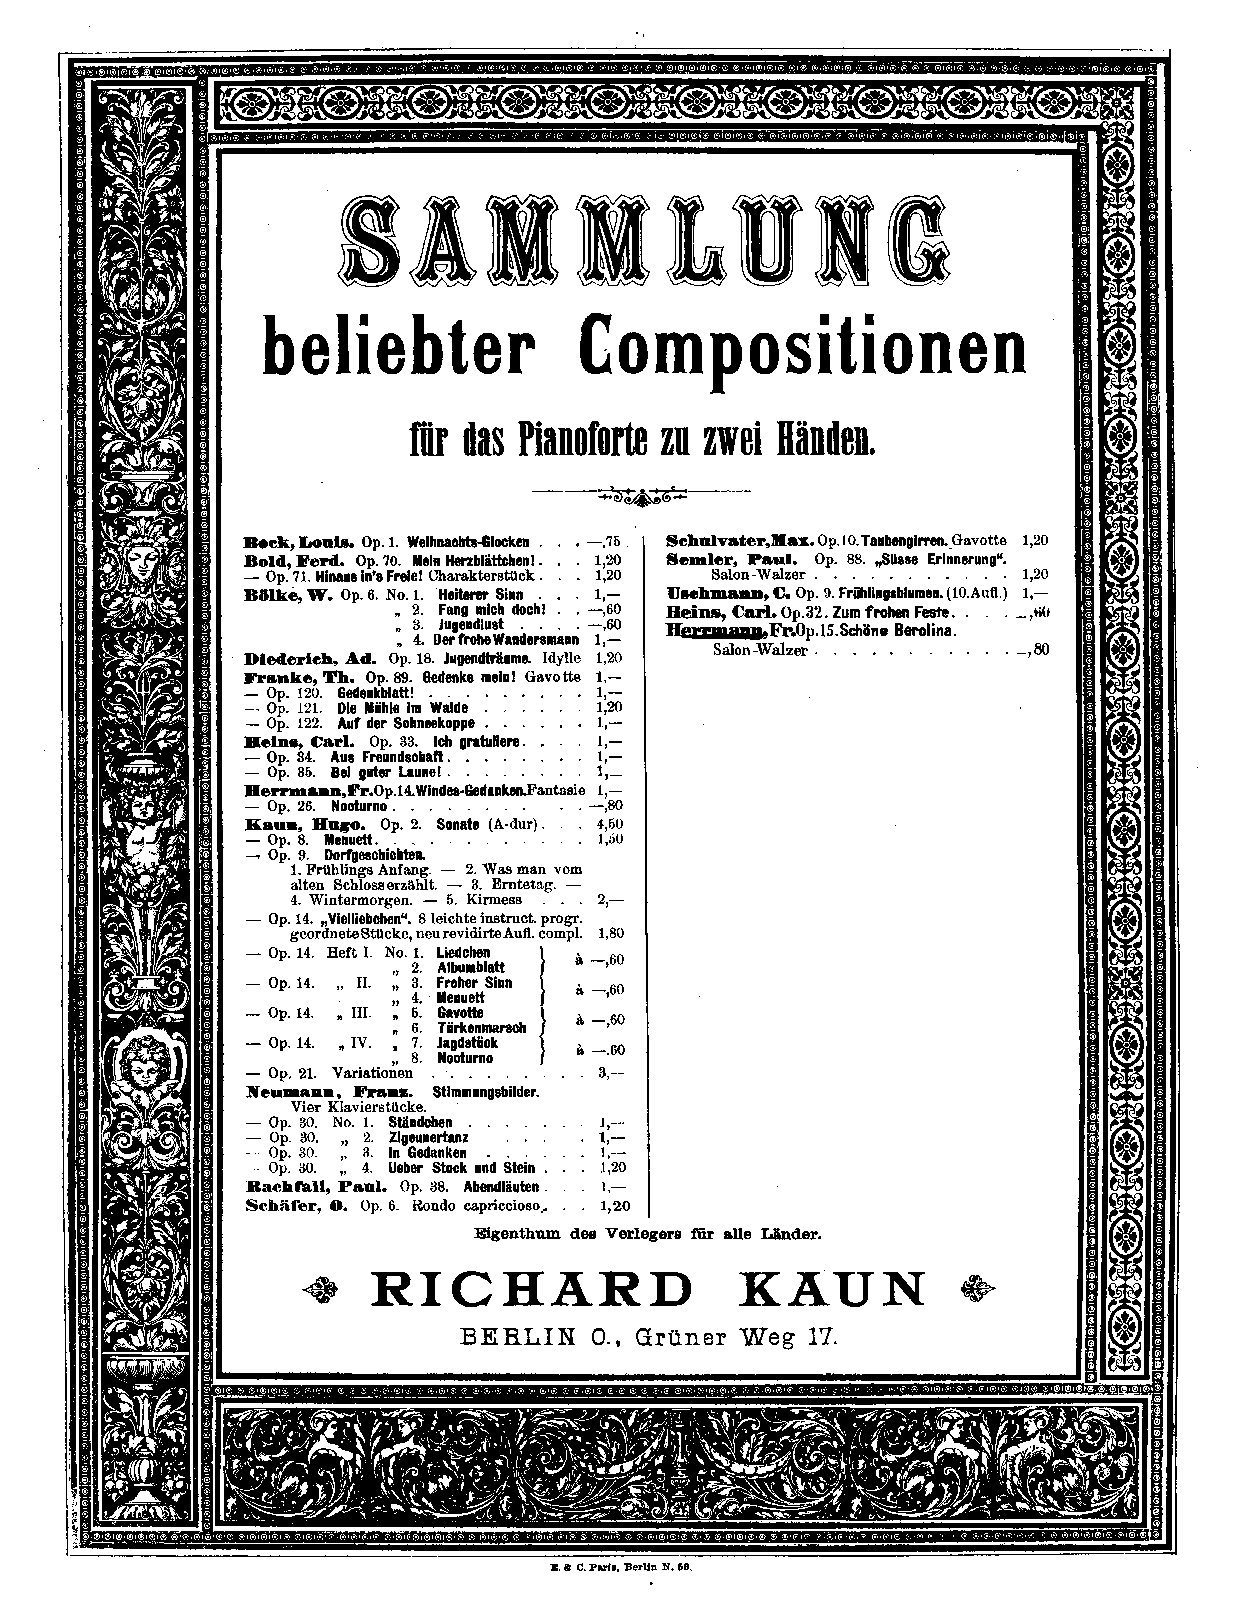 SAMMLUNG
beliebter Compositionen
für das Pianoforte zu zwei Händen.
Bock, Louis. Op. 1. Weihnachts-Glocken . . . —,75
Bold, Ferd. Op. 70. Mein Herzblättchen! . . . 1,20
— Op. 71. Hinaus in's Freie! Charakterstück . . . 1,20
Bölke, W. Op. 6. No. 1. Heiterer Sinn . . . 1,—
„ 2. Fang mich doch! . . —,60
„ 3. Jugendlust . . . . —,60
„ 4. Der frohe Wandersmann 1,—
Diederich, Ad. Op. 18. Jugendträume. Idylle 1,20
Franke, Th. Op. 89. Gedenke mein! Gavotte 1,—
— Op. 120. Gedenkblatt! . . . . . . . . . 1,—
— Op. 121. Die Mühle im Walde . . . . . . 1,20
— Op. 122. Auf der Schneekoppe . . . . . . 1,—
Heins, Carl. Op. 33. Ich gratuliere . . . . 1,—
— Op. 34. Aus Freundschaft . . . . . . . . 1,—
— Op. 35. Bei guter Laune! . . . . . . . . 1,—
Herrmann, Fr. Op. 14. Windes-Gedanken. Fantasie 1,—
— Op. 26. Nocturno . . . . . . . . . —,80
Kaun, Hugo. Op. 2. Sonate (A-dur) . . . 4,50
— Op. 8. Menuett . . . . . . . . . . . 1,50
— Op. 9. Dorfgeschichten.
1. Frühlings Anfang. — 2. Was man vom
alten Schloss erzählt. — 3. Erntetag. —
4. Wintermorgen. — 5. Kirmess . . . 2,—
— Op. 14. „Vielliebchen“. 8 leichte instruct. progr.
geordnete Stücke, neu revidirte Aufl. compl. 1,80
— Op. 14. Heft I. No. 1. Liedchen
„ 2. Albumblatt } à —,60
— Op. 14. „ II. „ 3. Froher Sinn
„ 4. Menuett } à —,60
— Op. 14. „ III. „ 5. Gavotte
„ 6. Türkenmarsch } à —,60
— Op. 14. „ IV. „ 7. Jagdstück
„ 8. Nocturno } à —.60
— Op. 21. Variationen . . . . . . . . . 3,—
Neumann, Franz. Stimmungsbilder.
Vier Klavierstücke.
— Op. 30. No. 1. Ständchen . . . . . . . 1,—
— Op. 30. „ 2. Zigeunertanz . . . . . 1,—
— Op. 30. „ 3. In Gedanken . . . . . . 1,—
— Op. 30. „ 4. Ueber Stock und Stein . . . 1,20
Rachfall, Paul. Op. 38. Abendläuten . . . 1,—
Schäfer, O. Op. 6. Rondo capriccioso . . . 1,20
Schulvater, Max. Op. 10. Taubengirren. Gavotte 1,20
Semler, Paul. Op. 88. „Süsse Erinnerung“.
Salon-Walzer . . . . . . . . . . . 1,20
Uschmann, C. Op. 9. Frühlingsblumen. (10. Aufl.) 1,—
Heins, Carl. Op. 32. Zum frohen Feste . . . .
Herrmann, Fr. Op. 15. Schöne Berolina.
Salon-Walzer . . . . . . . . . . . —,80
Eigenthum des Verlegers für alle Länder.
RICHARD KAUN
BERLIN O., Grüner Weg 17.
E. & C. Paris, Berlin N. 58.